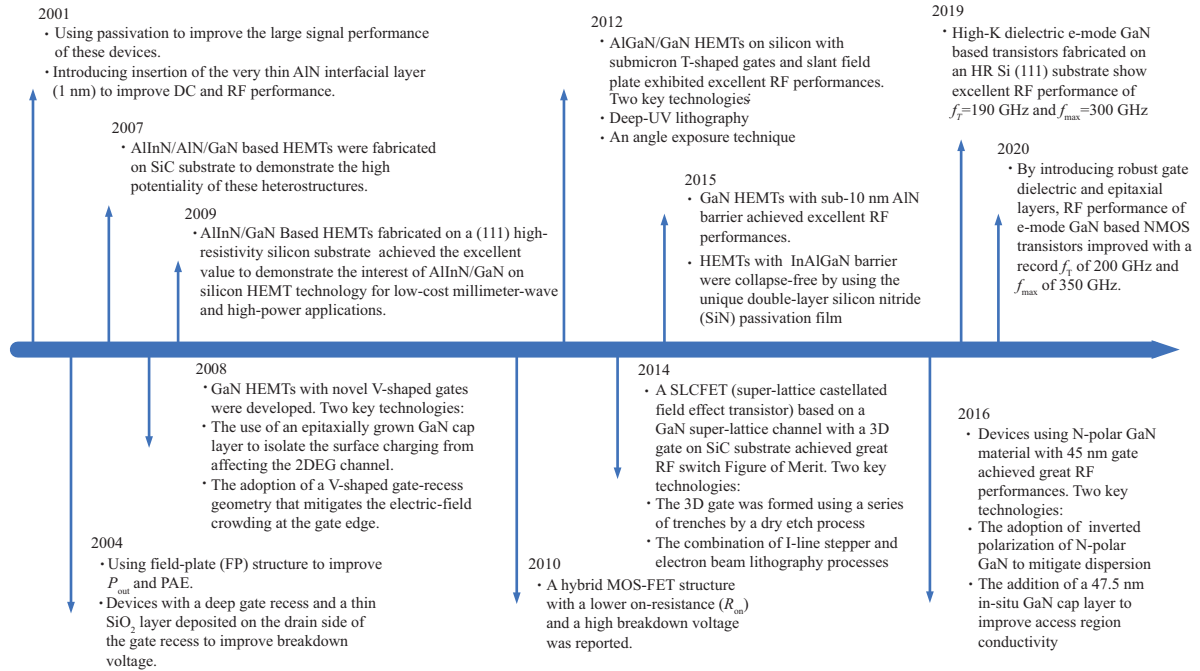 2001
· Using passivation to improve the large signal performance
of these devices.
· Introducing insertion of the very thin AlN interfacial layer
(1 nm) to improve DC and RF performance.
2007
· AlInN/AlN/GaN based HEMTs were fabricated
on SiC substrate to demonstrate the high
potentiality of these heterostructures.
2009
· AlInN/GaN Based HEMTs fabricated on a (111) high-
resistivity silicon substrate achieved the excellent
value to demonstrate the interest of AlInN/GaN on
silicon HEMT technology for low-cost millimeter-wave
and high-power applications.
2012
· AlGaN/GaN HEMTs on silicon with
submicron T-shaped gates and slant field
plate exhibited excellent RF performances.
Two key technologies:
· Deep-UV lithography
· An angle exposure technique
2015
· GaN HEMTs with sub-10 nm AlN
barrier achieved excellent RF
performances.
· HEMTs with InAlGaN barrier
were collapse-free by using the
unique double-layer silicon nitride
(SiN) passivation film
2019
· High-K dielectric e-mode GaN
based transistors fabricated on
an HR Si (111) substrate show
excellent RF performance of
fT=190 GHz and fmax=300 GHz
2020
· By introducing robust gate
dielectric and epitaxial
layers, RF performance of
e-mode GaN based NMOS
transistors improved with a
record fT of 200 GHz and
fmax of 350 GHz.
2008
· GaN HEMTs with novel V-shaped gates
were developed. Two key technologies:
· The use of an epitaxially grown GaN cap
layer to isolate the surface charging from
affecting the 2DEG channel.
· The adoption of a V-shaped gate-recess
geometry that mitigates the electric-field
crowding at the gate edge.
2004
· Using field-plate (FP) structure to improve
Pout and PAE.
· Devices with a deep gate recess and a thin
SiO2 layer deposited on the drain side of
the gate recess to improve breakdown
voltage.
2014
· A SLCFET (super-lattice castellated
field effect transistor) based on a
GaN super-lattice channel with a 3D
gate on SiC substrate achieved great
RF switch Figure of Merit. Two key
technologies:
· The 3D gate was formed using a series
of trenches by a dry etch process
· The combination of I-line stepper and
electron beam lithography processes
2010
· A hybrid MOS-FET structure
with a lower on-resistance (Ron)
and a high breakdown voltage
was reported.
2016
· Devices using N-polar GaN
material with 45 nm gate
achieved great RF
performances. Two key
technologies:
· The adoption of inverted
polarization of N-polar
GaN to mitigate dispersion
· The addition of a 47.5 nm
in-situ GaN cap layer to
improve access region
conductivity